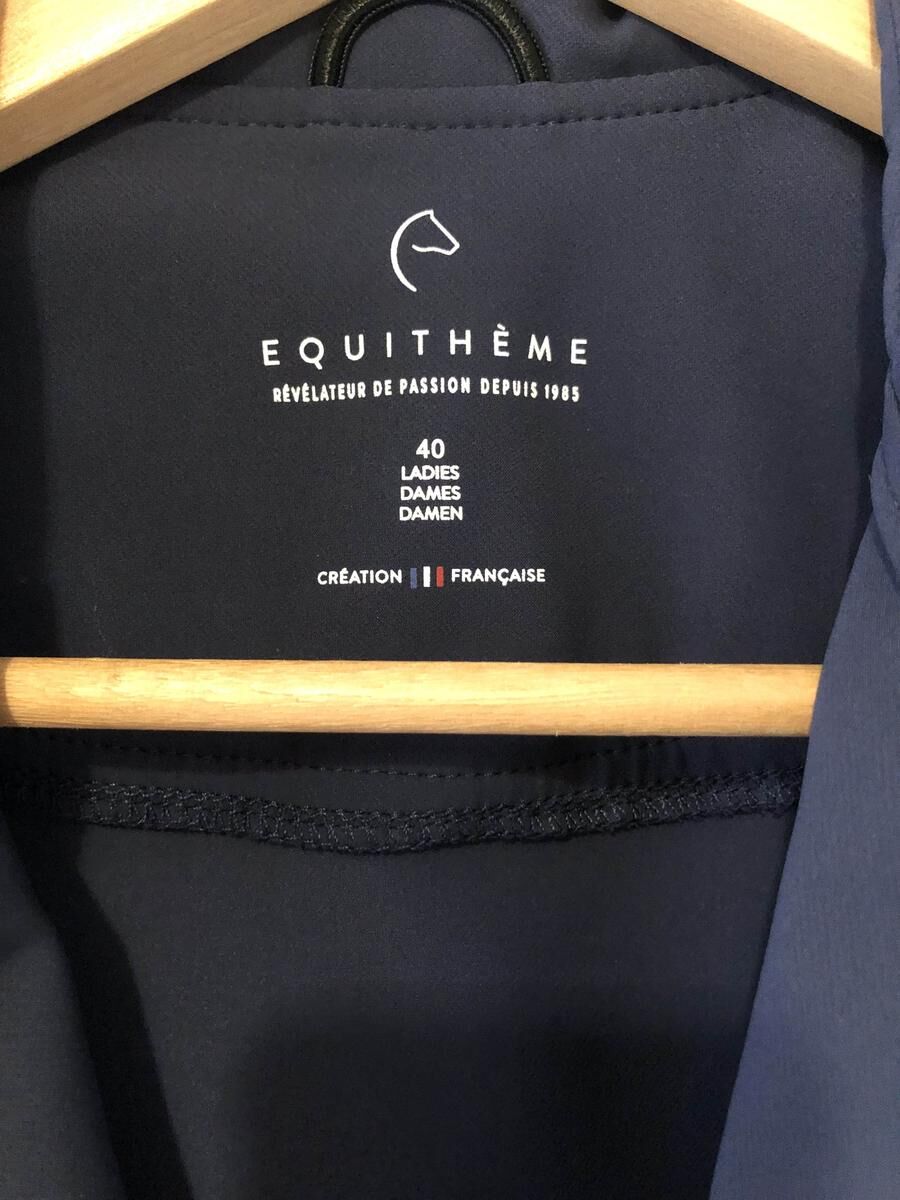 EQUITHÈME
RÉVÉLATEUR DE PASSION DEPUIS 1985
40
LADIES
DAMES
DAMEN
CRÉATION FRANÇAISE